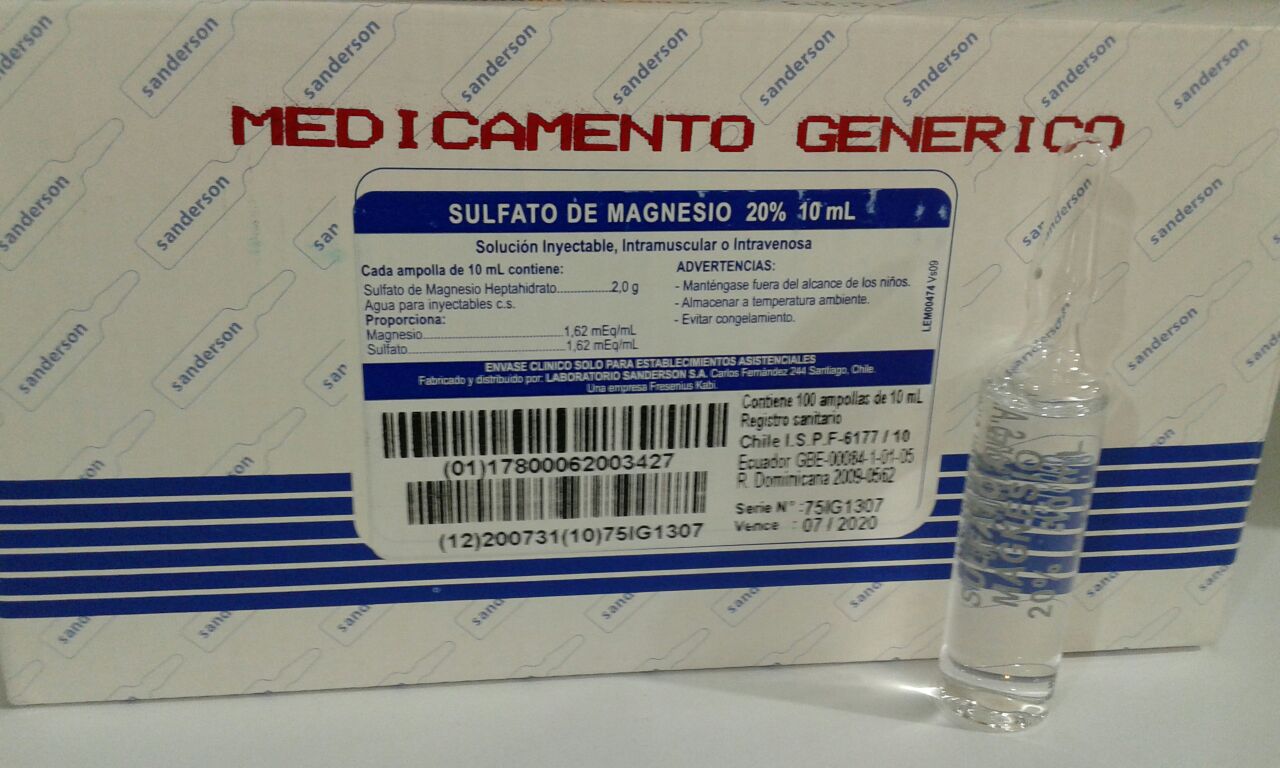 MEDICAMENTO GENERICO
SULFATO DE MAGNESIO 20% 10 mL
Solución Inyectable, Intramuscular o Intravenosa
Cada ampolla de 10 mL contiene:
Sulfato de Magnesio Heptahidrato..............2,0 g
Agua para inyectables c.s.
Proporciona:
Magnesio....................................1,62 mEq/mL
Sulfato........................................1,62 mEq/mL
ADVERTENCIAS:
- Manténgase fuera del alcance de los niños.
- Almacenar a temperatura ambiente.
- Evitar congelamiento.
LEM00474 Vs09
ENVASE CLINICO SOLO PARA ESTABLECIMIENTOS ASISTENCIALES
Fabricado y distribuido por: LABORATORIO SANDERSON S.A. Carlos Fernández 244 Santiago, Chile.
Una empresa Fresenius Kabi.
(01)17800062003427
(12)200731(10)75IG1307
Contiene 100 ampollas de 10 mL
Registro sanitario
Chile I.S.P.F-6177 / 10
Ecuador GBE-00084-1-01-05
R. Dominicana 2009-0562
Serie N° :75IG1307
Vence : 07 / 2020
sanderson
MAGNESIO
20%